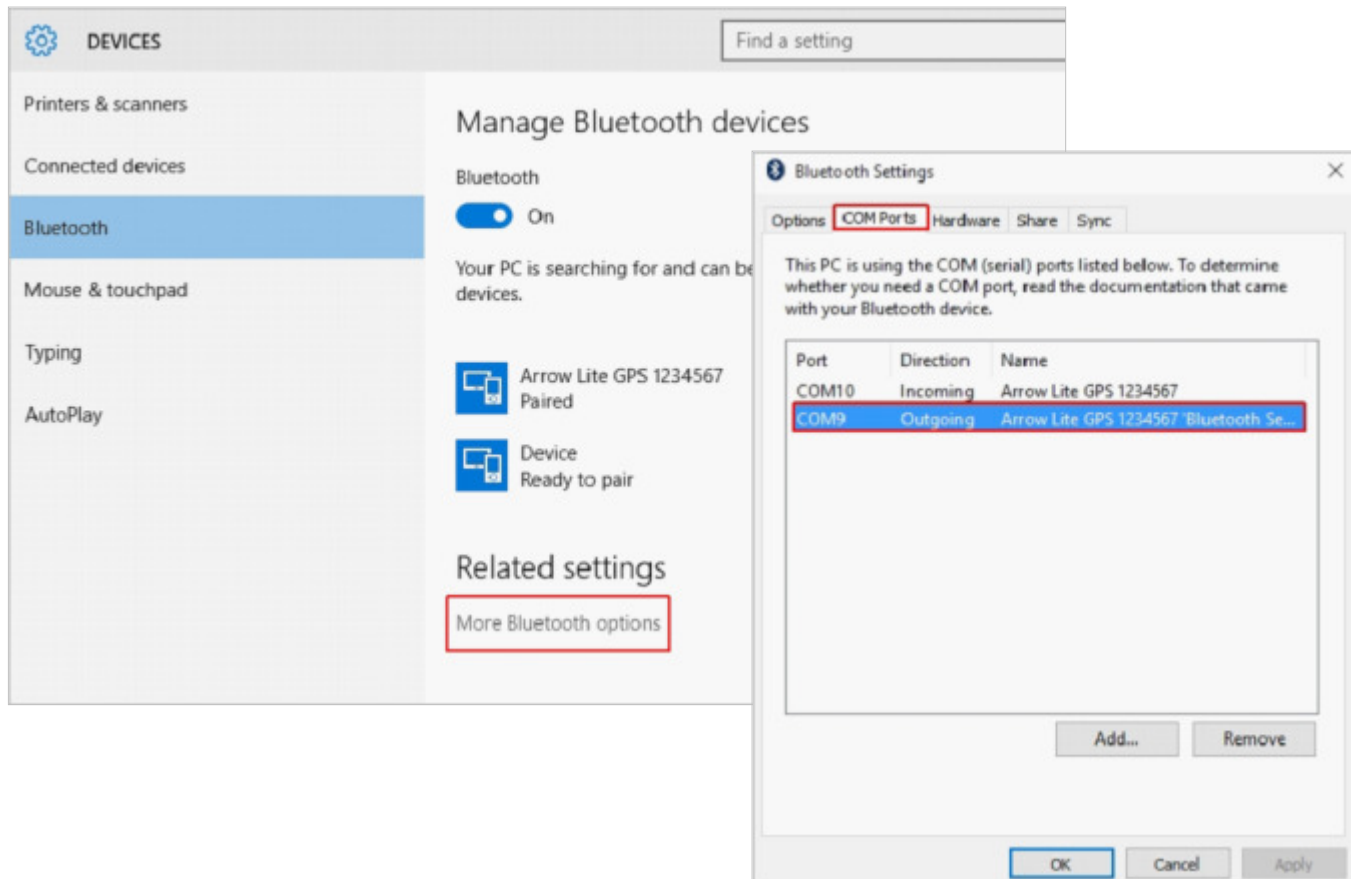 DEVICES
Find a setting
Printers & scanners
Connected devices
Bluetooth
Mouse & touchpad
Typing
AutoPlay
Manage Bluetooth devices
Bluetooth
On
Your PC is searching for and can be
devices.
Arrow Lite GPS 1234567
Paired
Device
Ready to pair
Related settings
More Bluetooth options
Bluetooth Settings
Options COM Ports Hardware Share Sync
This PC is using the COM (serial) ports listed below. To determine
whether you need a COM port, read the documentation that came
with your Bluetooth device.
Port Direction Name
COM10 Incoming Arrow Lite GPS 1234567
COM9 Outgoing Arrow Lite GPS 1234567 'Bluetooth Se...
Add... Remove
OK Cancel Apply